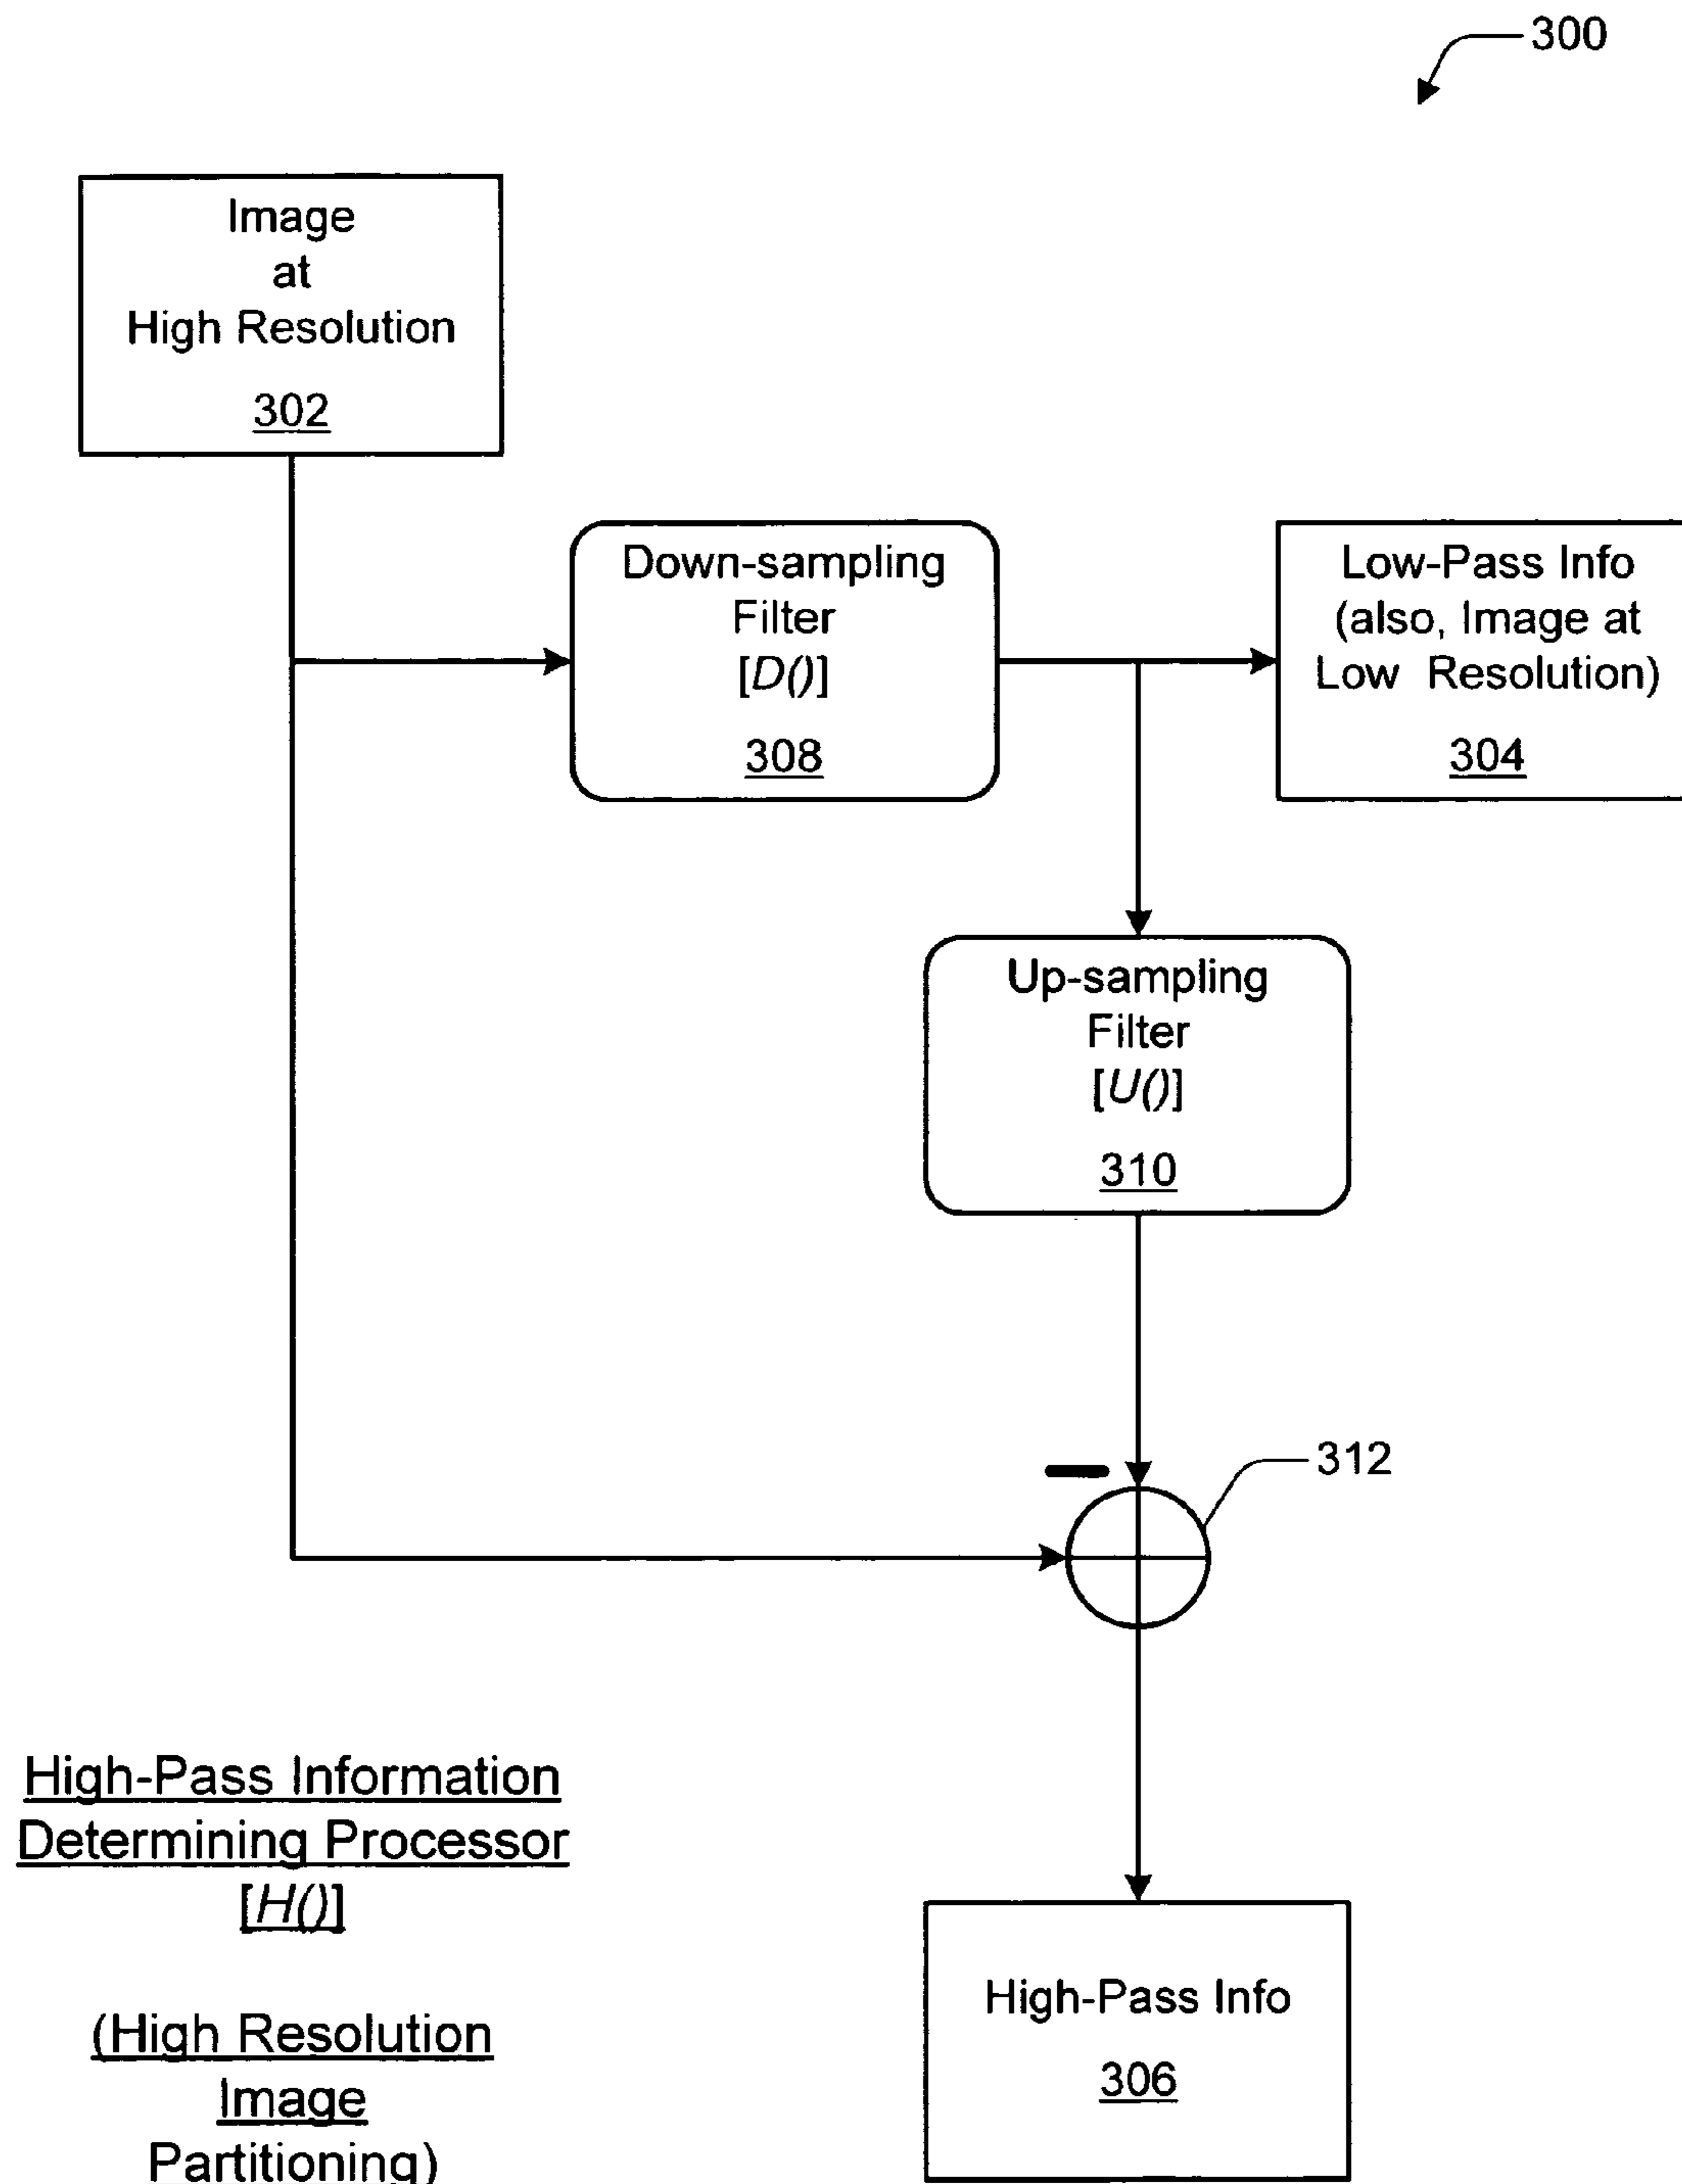 300
Image
at
High Resolution
302
Down-sampling
Filter
[D()]
308
Low-Pass Info
(also, Image at
Low Resolution)
304
Up-sampling
Filter
[U()]
310
312
High-Pass Information
Determining Processor
[H()]
(High Resolution
Image
Partitioning)
High-Pass Info
306